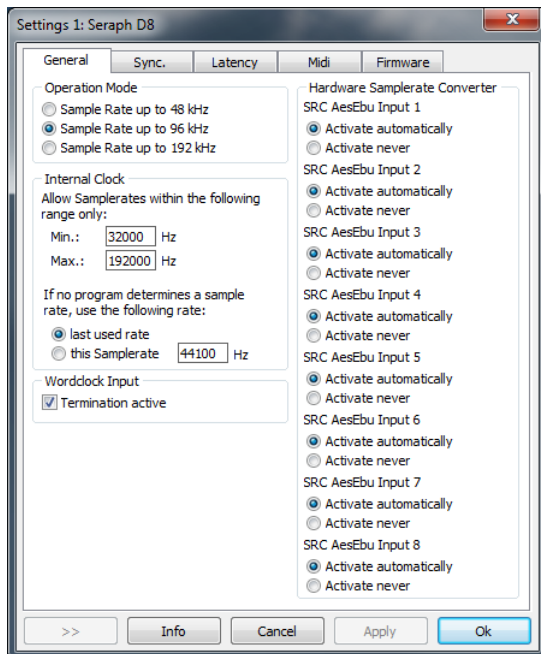 Settings 1: Seraph D8
General
Sync.
Latency
Midi
Firmware
Operation Mode
Sample Rate up to 48 kHz
Sample Rate up to 96 kHz
Sample Rate up to 192 kHz
Internal Clock
Allow Samplerates within the following
range only:
Min.: 32000 Hz
Max.: 192000 Hz
If no program determines a sample
rate, use the following rate:
last used rate
this Samplerate 44100 Hz
Wordclock Input
Termination active
Hardware Samplerate Converter
SRC AesEbu Input 1
Activate automatically
Activate never
SRC AesEbu Input 2
Activate automatically
Activate never
SRC AesEbu Input 3
Activate automatically
Activate never
SRC AesEbu Input 4
Activate automatically
Activate never
SRC AesEbu Input 5
Activate automatically
Activate never
SRC AesEbu Input 6
Activate automatically
Activate never
SRC AesEbu Input 7
Activate automatically
Activate never
SRC AesEbu Input 8
Activate automatically
Activate never
>>
Info
Cancel
Apply
Ok